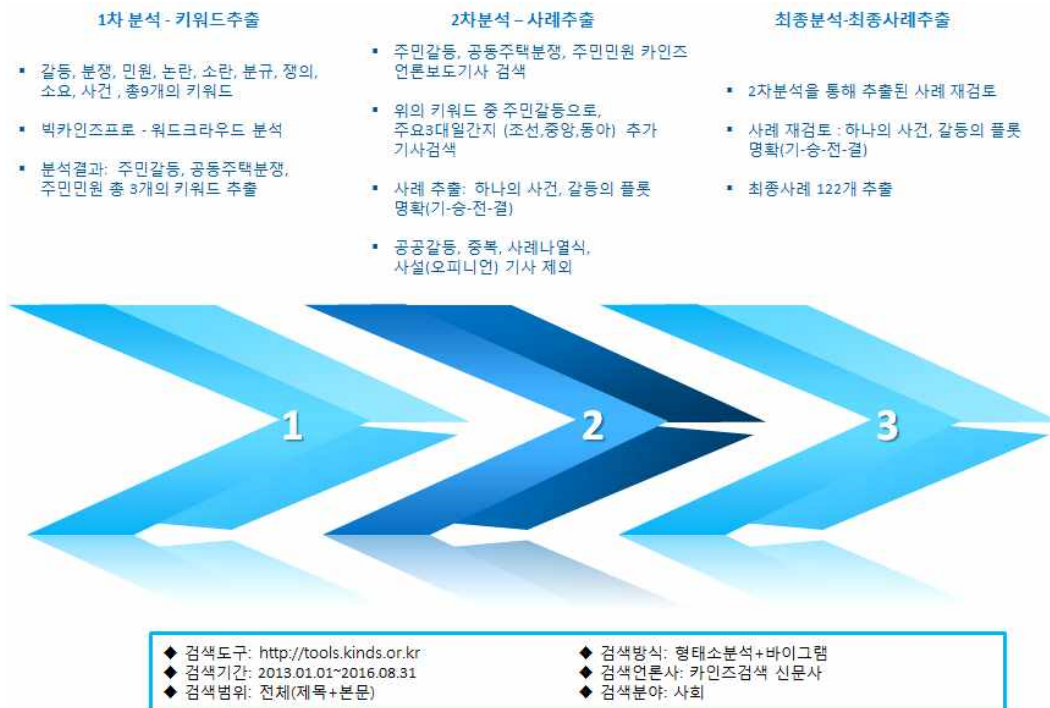 1차 분석 - 키워드추출
▪ 갈등, 분쟁, 민원, 논란, 소란, 분규, 쟁의,
소요, 사건 , 총9개의 키워드
▪ 빅카인즈프로 - 워드크라우드 분석
▪ 분석결과: 주민갈등, 공동주택분쟁,
주민민원 총 3개의 키워드 추출
2차분석 – 사례추출
▪ 주민갈등, 공동주택분쟁, 주민민원 카인즈
언론보도기사 검색
▪ 위의 키워드 중 주민갈등으로,
주요3대일간지 (조선,중앙,동아) 추가
기사검색
▪ 사례 추출: 하나의 사건, 갈등의 플롯
명확(기-승-전-결)
▪ 공공갈등, 중복, 사례나열식,
사설(오피니언) 기사 제외
최종분석-최종사례추출
▪ 2차분석을 통해 추출된 사례 재검토
▪ 사례 재검토 : 하나의 사건, 갈등의 플롯
명확(기-승-전-결)
▪ 최종사례 122개 추출
1
2
3
◆ 검색도구: http://tools.kinds.or.kr
◆ 검색기간: 2013.01.01~2016.08.31
◆ 검색범위: 전체(제목+본문)
◆ 검색방식: 형태소분석+바이그램
◆ 검색언론사: 카인즈검색 신문사
◆ 검색분야: 사회